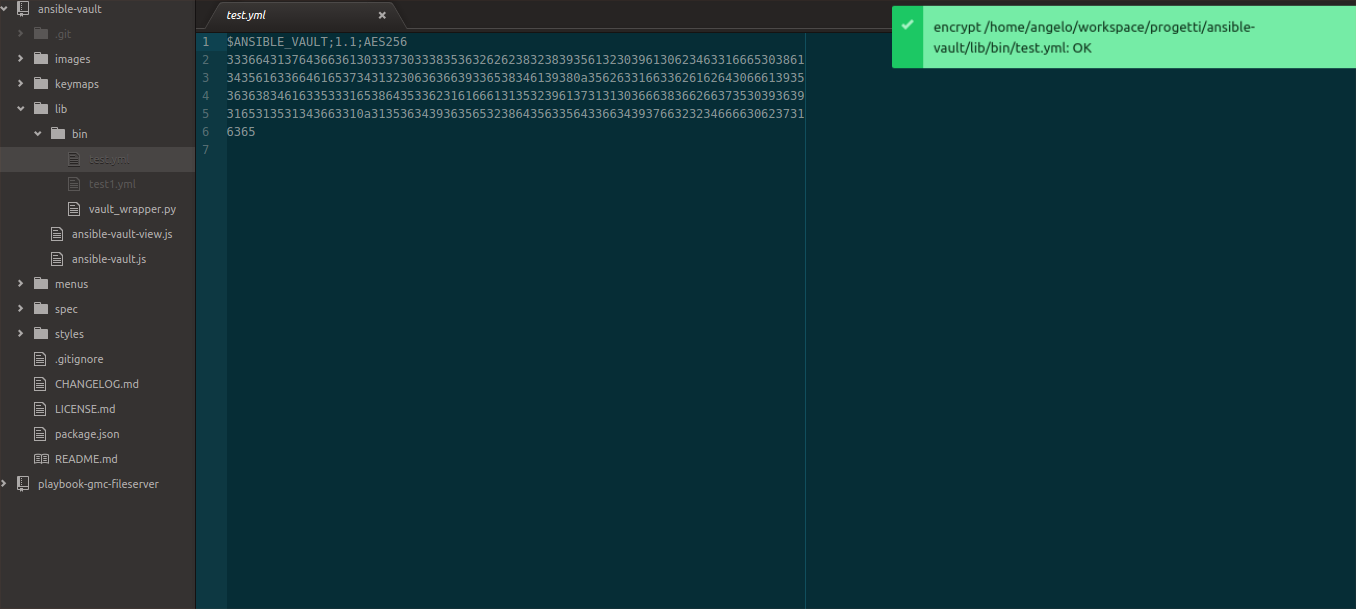 ansible-vault
.git
images
keymaps
lib
bin
test.yml
test1.yml
vault_wrapper.py
ansible-vault-view.js
ansible-vault.js
menus
spec
styles
.gitignore
CHANGELOG.md
LICENSE.md
package.json
README.md
playbook-gmc-fileserver
test.yml
1 $ANSIBLE_VAULT;1.1;AES256
2 33366431376436636130333730333835363262623832383935613230396130623463316665303861
3 3435616336646165373431323063636639336538346139380a356263316633626162643066613935
4 36363834616335333165386435336231616661313532396137313130366638366266373530393639
5 3165313531343663310a313536343936356532386435633564336634393766323234666630623731
6 6365
7
encrypt /home/angelo/workspace/progetti/ansible-
vault/lib/bin/test.yml: OK